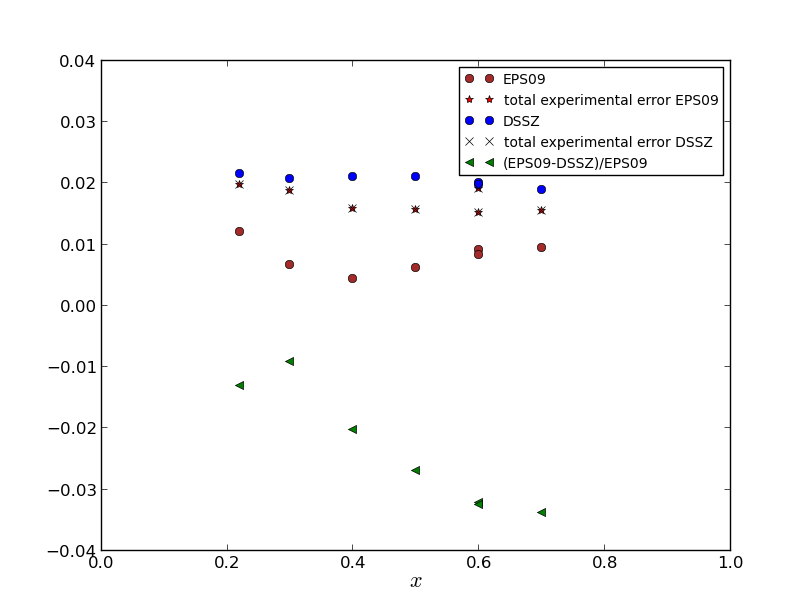 0.04
0.03
0.02
0.01
0.00
−0.01
−0.02
−0.03
−0.04
EPS09
total experimental error EPS09
DSSZ
total experimental error DSSZ
(EPS09-DSSZ)/EPS09
0.0 0.2 0.4 0.6 0.8 1.0
x